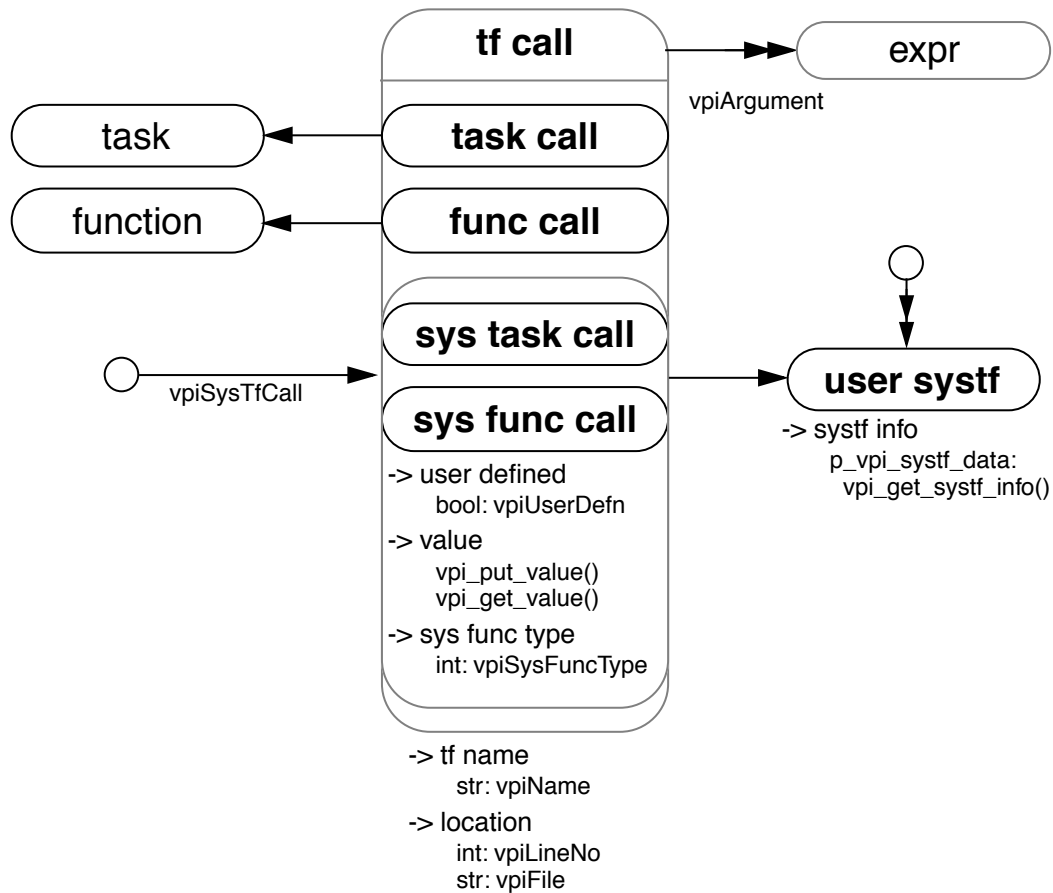 tf call
expr
vpiArgument
task
task call
function
func call
sys task call
vpiSysTfCall
user systf
sys func call
-> systf info
p_vpi_systf_data:
vpi_get_systf_info()
-> user defined
bool: vpiUserDefn
-> value
vpi_put_value()
vpi_get_value()
-> sys func type
int: vpiSysFuncType
-> tf name
str: vpiName
-> location
int: vpiLineNo
str: vpiFile